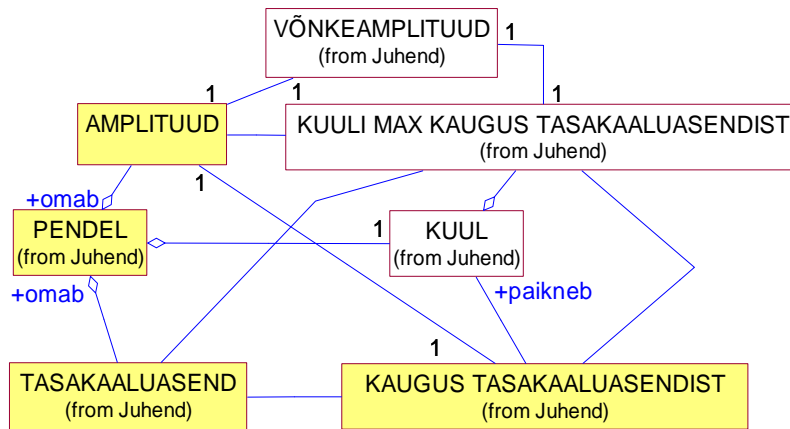 VÕNKEAMPLITUUD
(from Juhend)
1
1
1
1
AMPLITUUD
KUULI MAX KAUGUS TASAKAALUASENDIST
(from Juhend)
1
+omab
PENDEL
(from Juhend)
1
KUUL
(from Juhend)
+omab
+paikneb
1
TASAKAALUASEND
(from Juhend)
KAUGUS TASAKAALUASENDIST
(from Juhend)